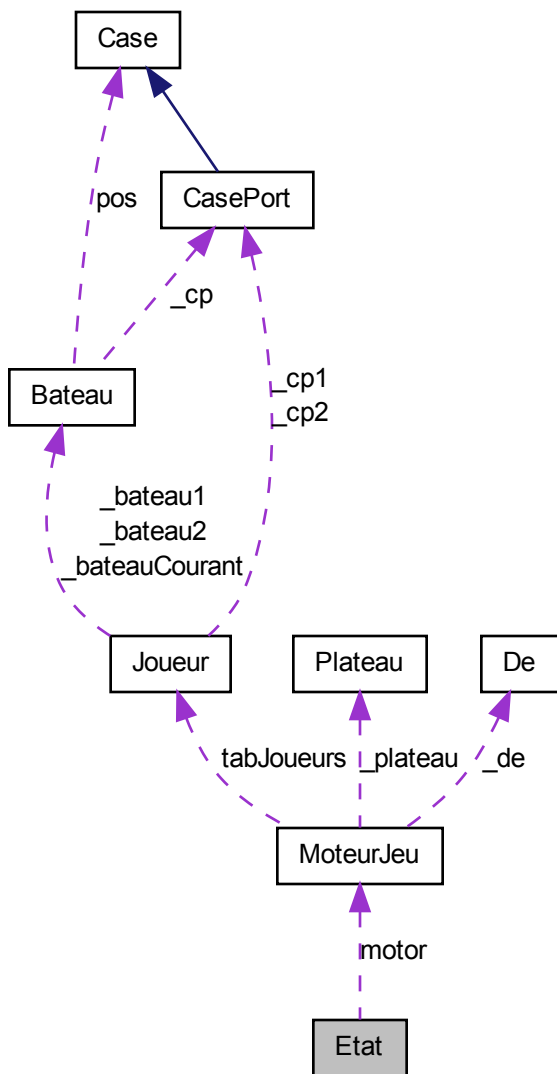 Case
pos
CasePort
_cp
Bateau
_cp1
_cp2
_bateau1
_bateau2
_bateauCourant
Joueur
Plateau
De
tabJoueurs
_plateau
_de
MoteurJeu
motor
Etat